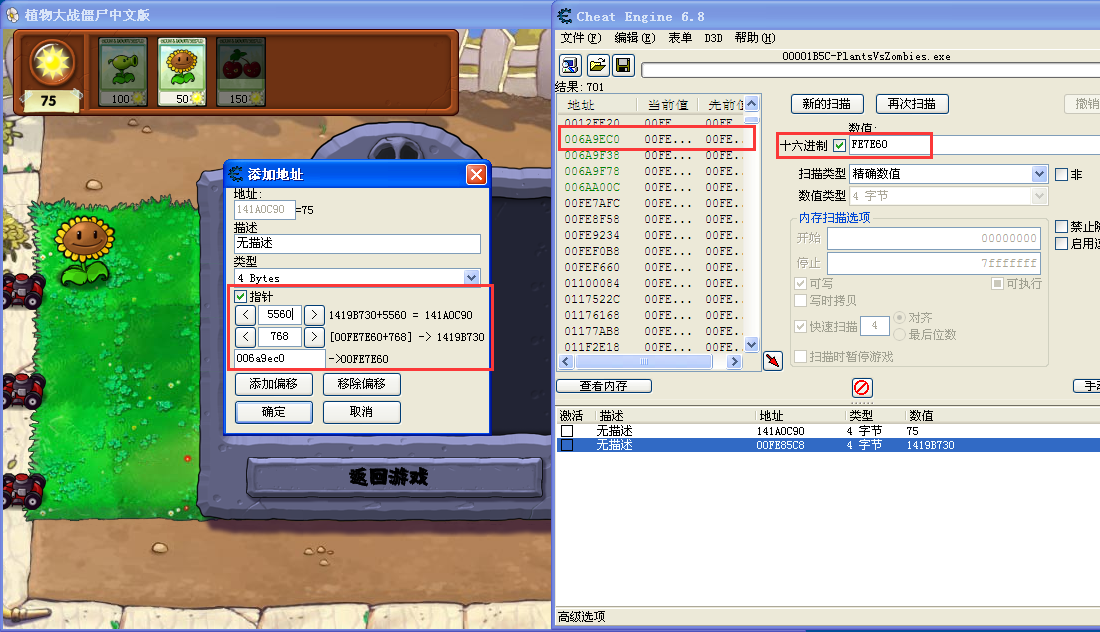 植物大战僵尸中文版
75
100
50
150
添加地址
地址:
141A0C90 =75
描述
无描述
类型
4 Bytes
指针
< 5560 > 1419B730+5560 = 141A0C90
< 768 > [00FE7E60+768] -> 1419B730
006a9ec0 ->00FE7E60
添加偏移 移除偏移
确定 取消
返回游戏
Cheat Engine 6.8
文件(F) 编辑(E) 表单 D3D 帮助(H)
00001B5C-PlantsVsZombies.exe
结果: 701
地址 当前值 先前值
0012FE20 00FE... 00FE...
006A9EC0 00FE... 00FE...
006A9F38 00FE... 00FE...
006A9F78 00FE... 00FE...
006AA00C 00FE... 00FE...
00FE7AFC 00FE... 00FE...
00FE8F58 00FE... 00FE...
00FE9234 00FE... 00FE...
00FEF0B8 00FE... 00FE...
00FEF660 00FE... 00FE...
01100084 00FE... 00FE...
0117522C 00FE... 00FE...
01176168 00FE... 00FE...
01177AB8 00FE... 00FE...
011F2E18 00FE... 00FE...
新的扫描 再次扫描 撤销
数值:
十六进制 FE7E60
扫描类型 精确数值 非
数值类型 4 字节
内存扫描选项
开始 00000000
停止 7fffffff
可写 可执行
写时拷贝
快速扫描 4 对齐
最后位数
扫描时暂停游戏
禁止随
启用速
查看内存 手动
激活 描述 地址 类型 数值
无描述 141A0C90 4 字节 75
无描述 00FE85C8 4 字节 1419B730
高级选项